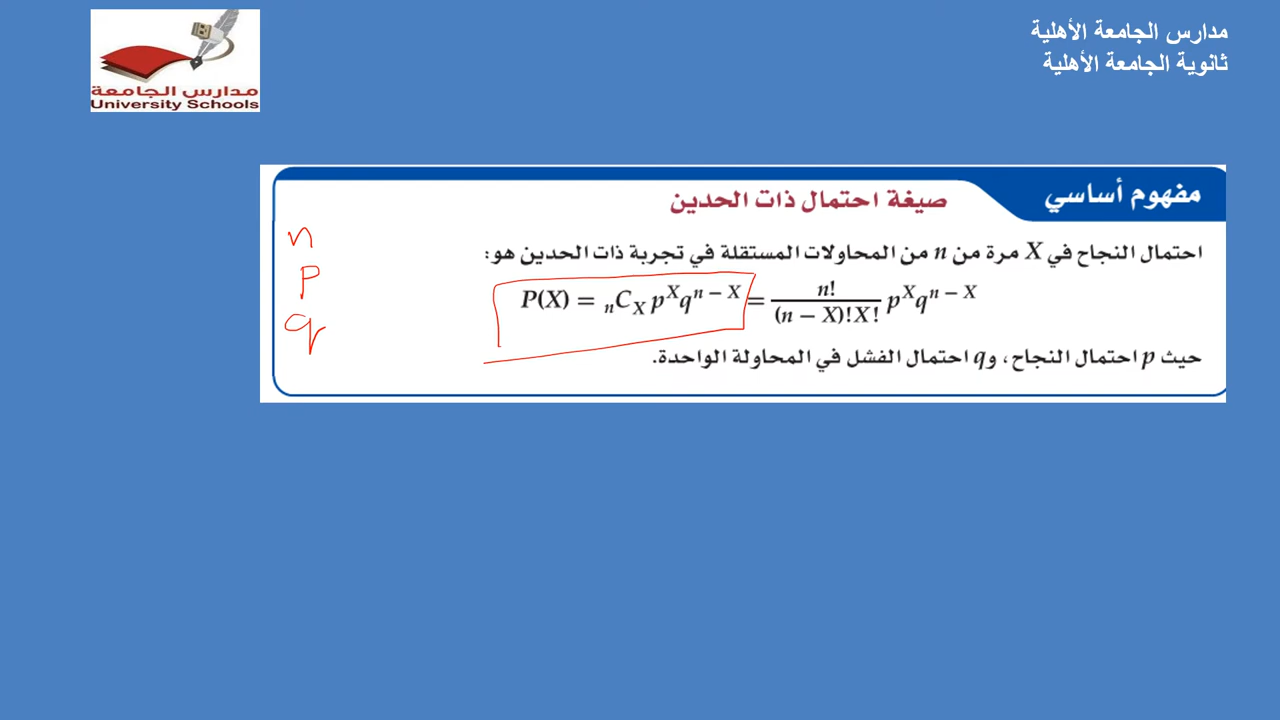 مدارس الجامعة الأهلية
ثانوية الجامعة الأهلية
مدارس الجامعة
University Schools
مفهوم أساسي
صيغة احتمال ذات الحدين
احتمال النجاح في X مرة من n من المحاولات المستقلة في تجربة ذات الحدين هو:
P(X) = ₙCₓ p^X q^{n − X} = \frac{n!}{(n − X)! X!} p^X q^{n − X}
حيث p احتمال النجاح، وq احتمال الفشل في المحاولة الواحدة.
n
p
q